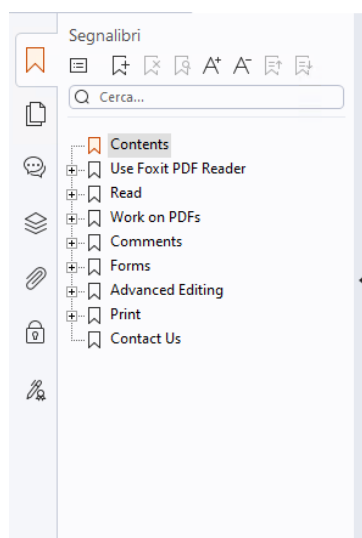 Segnalibri
Cerca...
Contents
Use Foxit PDF Reader
Read
Work on PDFs
Comments
Forms
Advanced Editing
Print
Contact Us